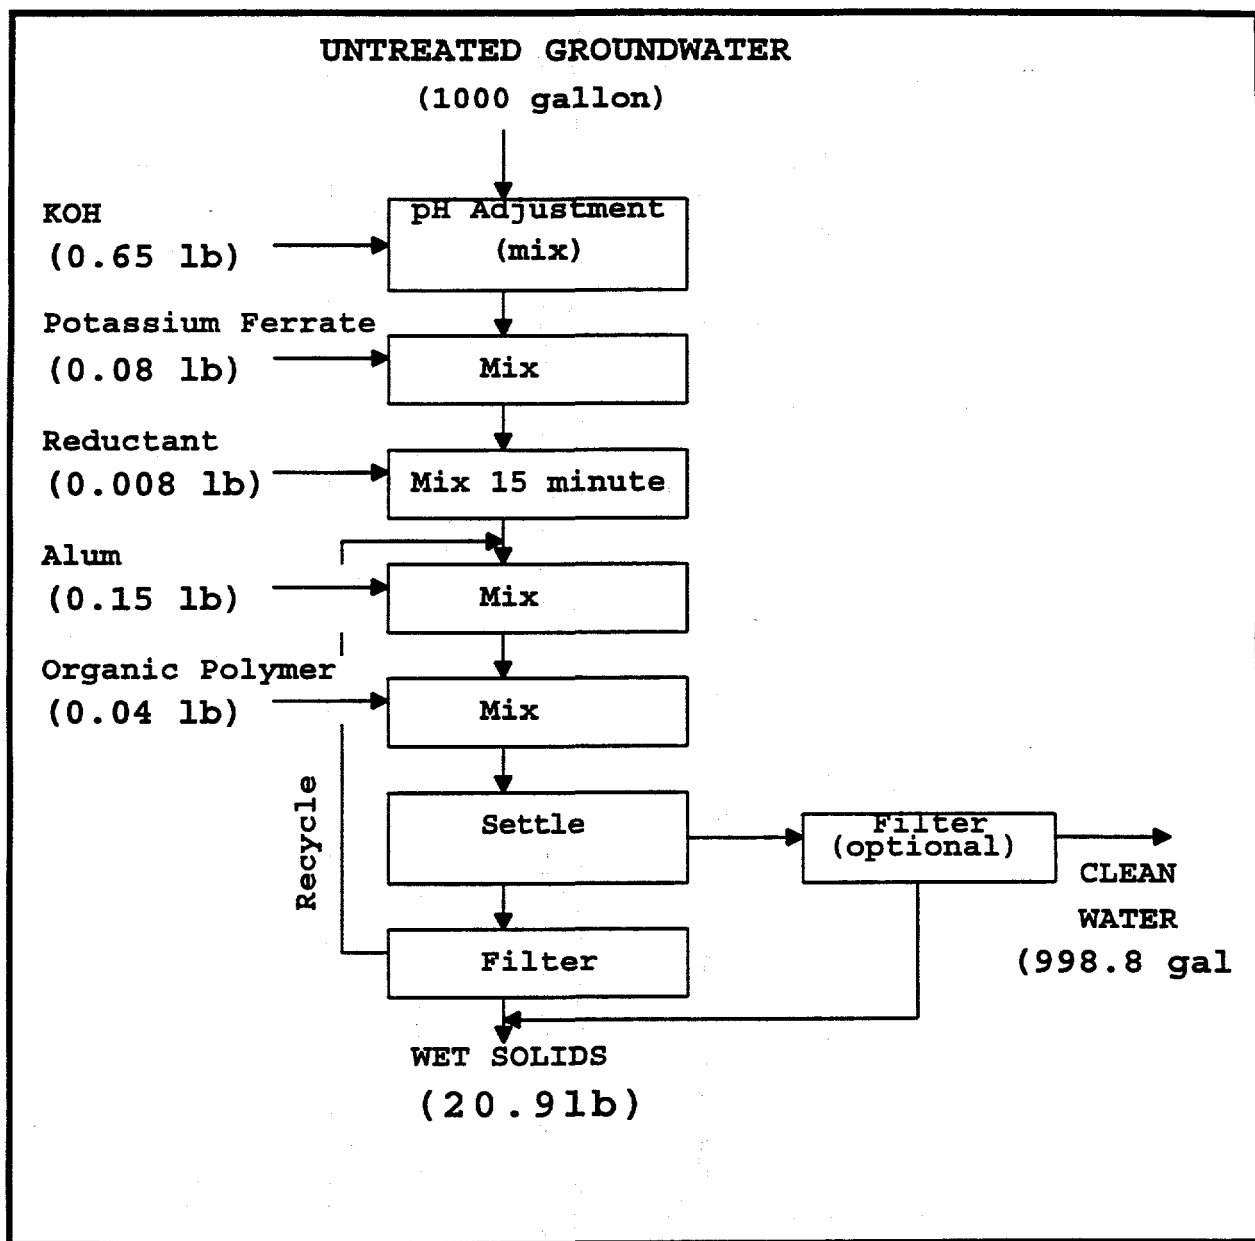 UNTREATED GROUNDWATER
(1000 gallon)
KOH
(0.65 lb)
pH Adjustment
(mix)
Potassium Ferrate
(0.08 lb)
Mix
Reductant
(0.008 lb)
Mix 15 minute
Alum
(0.15 lb)
Mix
Organic Polymer
(0.04 lb)
Mix
Recycle
Settle
Filter
(optional)
CLEAN
WATER
(998.8 gal
Filter
WET SOLIDS
(20.9lb)